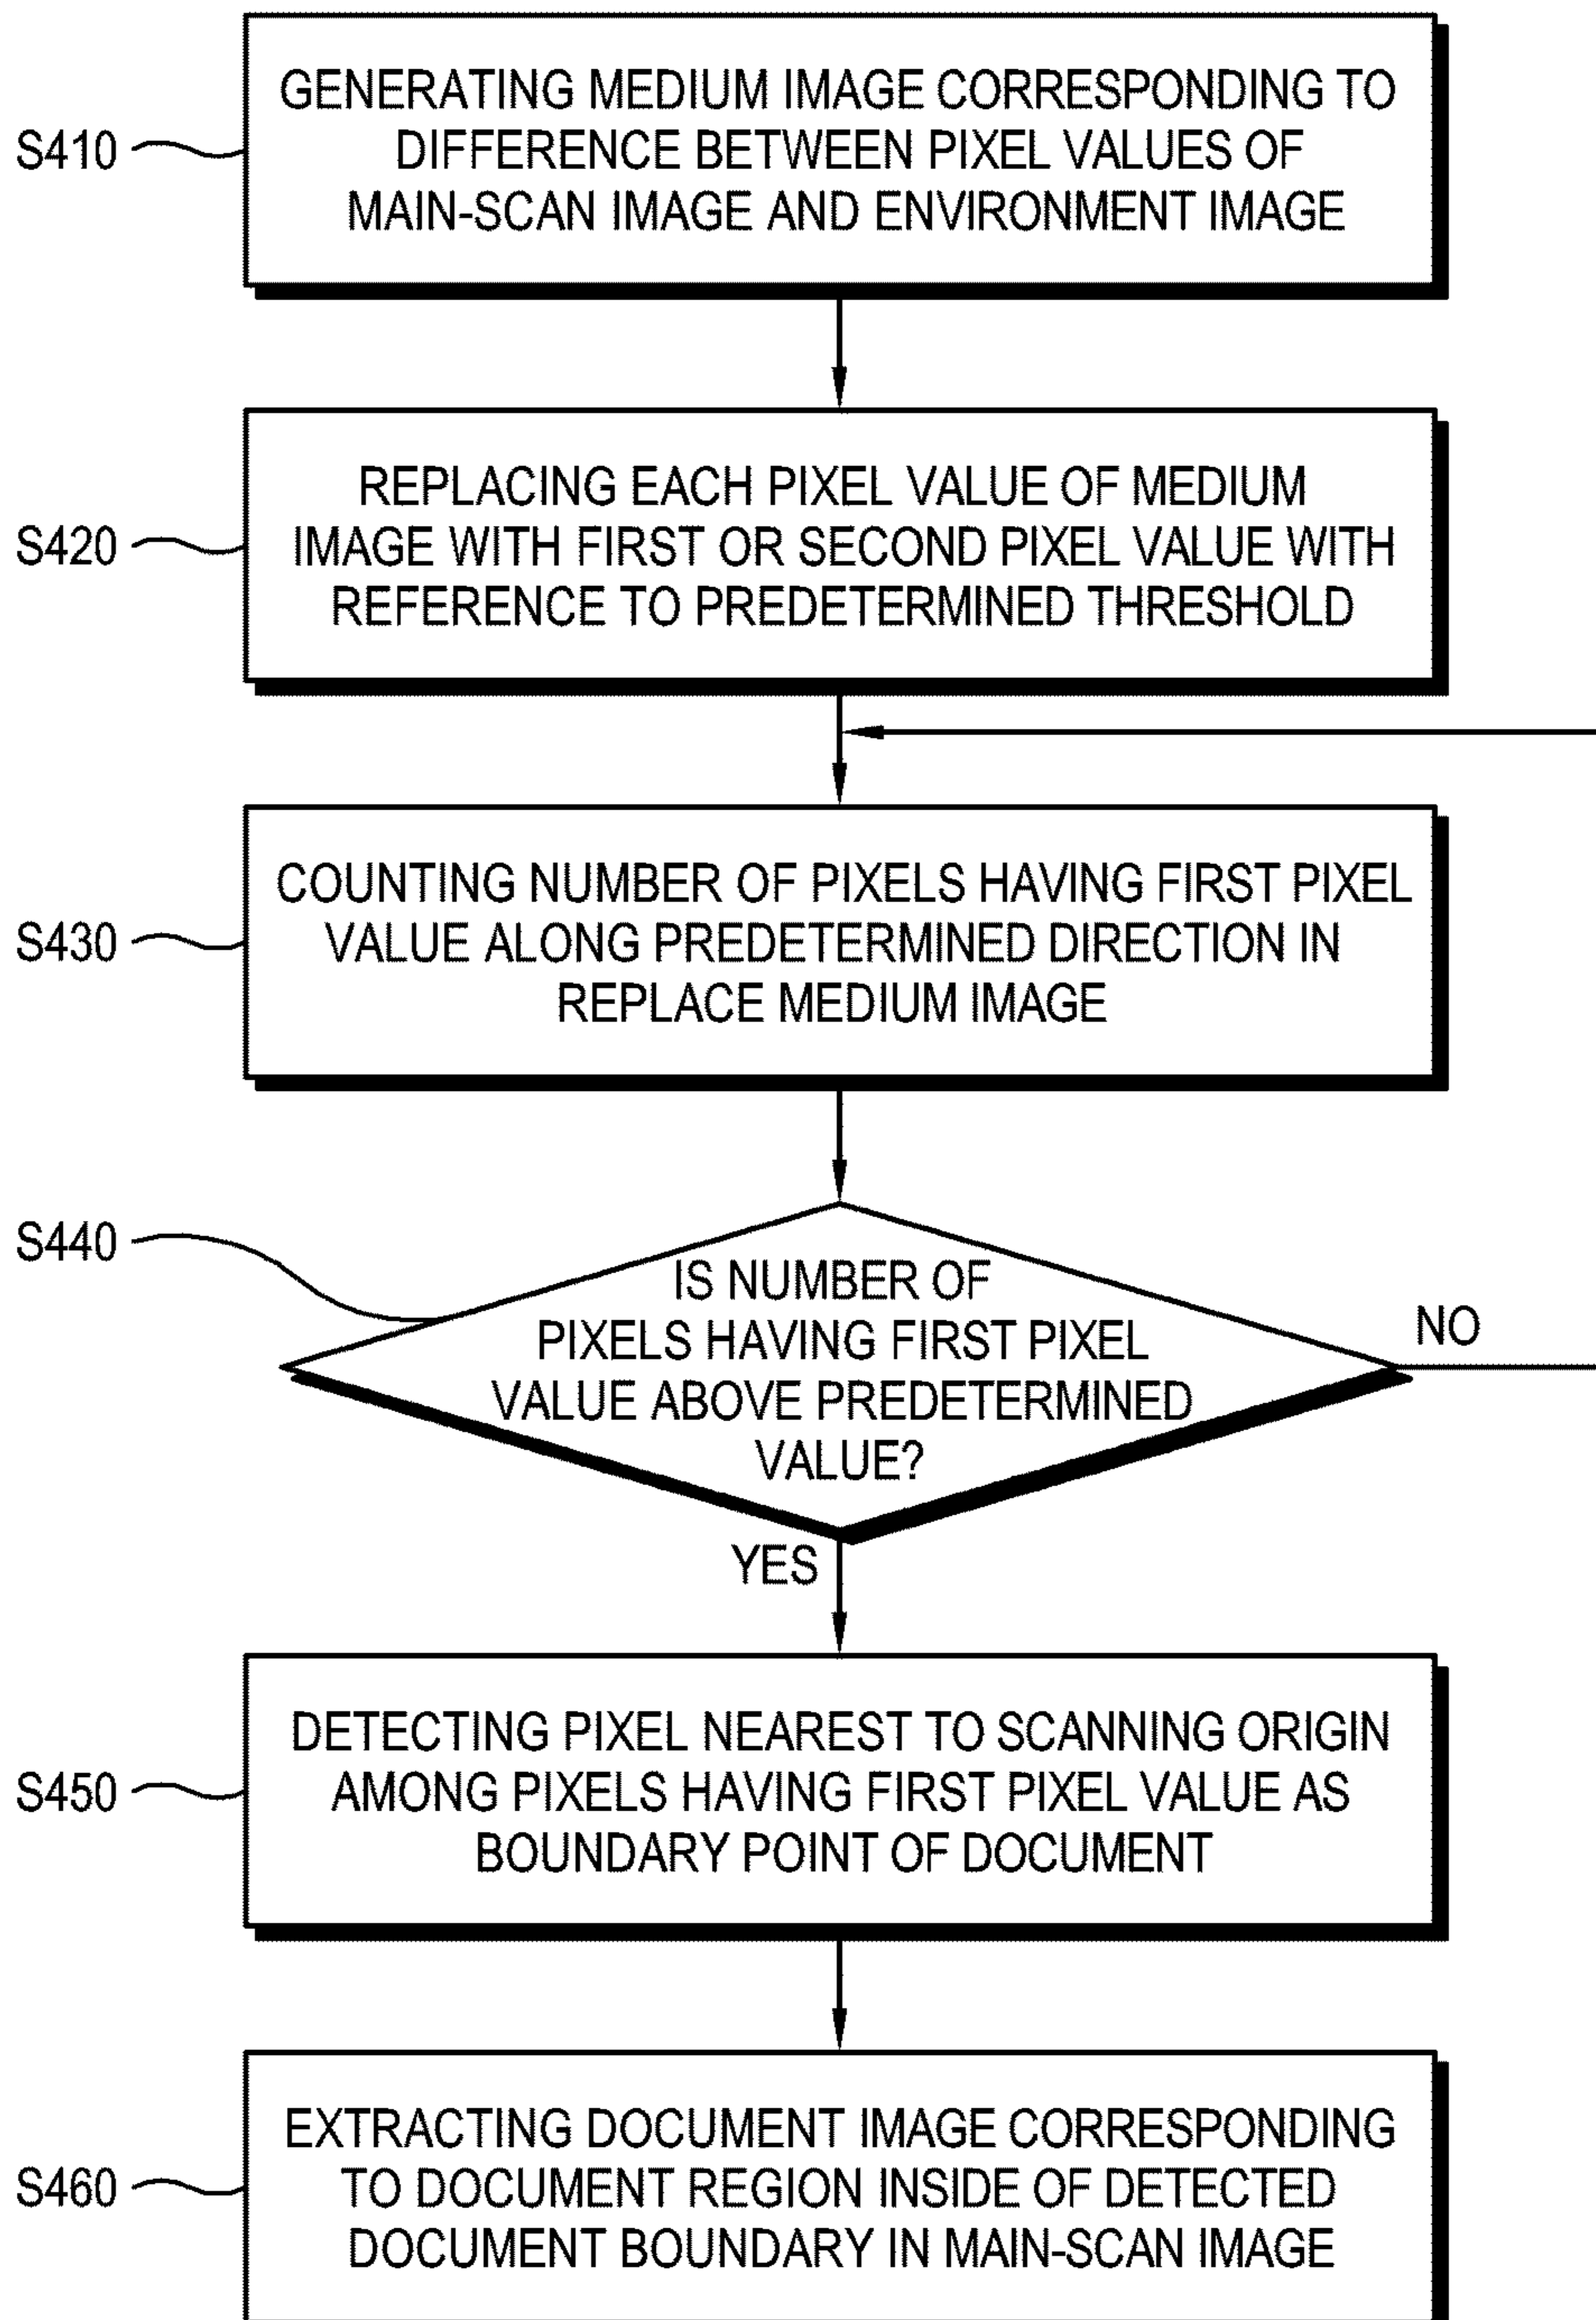 GENERATING MEDIUM IMAGE CORRESPONDING TO
DIFFERENCE BETWEEN PIXEL VALUES OF
MAIN-SCAN IMAGE AND ENVIRONMENT IMAGE
S410
REPLACING EACH PIXEL VALUE OF MEDIUM
IMAGE WITH FIRST OR SECOND PIXEL VALUE WITH
REFERENCE TO PREDETERMINED THRESHOLD
S420
COUNTING NUMBER OF PIXELS HAVING FIRST PIXEL
VALUE ALONG PREDETERMINED DIRECTION IN
REPLACE MEDIUM IMAGE
S430
S440
IS NUMBER OF
PIXELS HAVING FIRST PIXEL
VALUE ABOVE PREDETERMINED
VALUE?
NO
YES
DETECTING PIXEL NEAREST TO SCANNING ORIGIN
AMONG PIXELS HAVING FIRST PIXEL VALUE AS
BOUNDARY POINT OF DOCUMENT
S450
EXTRACTING DOCUMENT IMAGE CORRESPONDING
TO DOCUMENT REGION INSIDE OF DETECTED
DOCUMENT BOUNDARY IN MAIN-SCAN IMAGE
S460